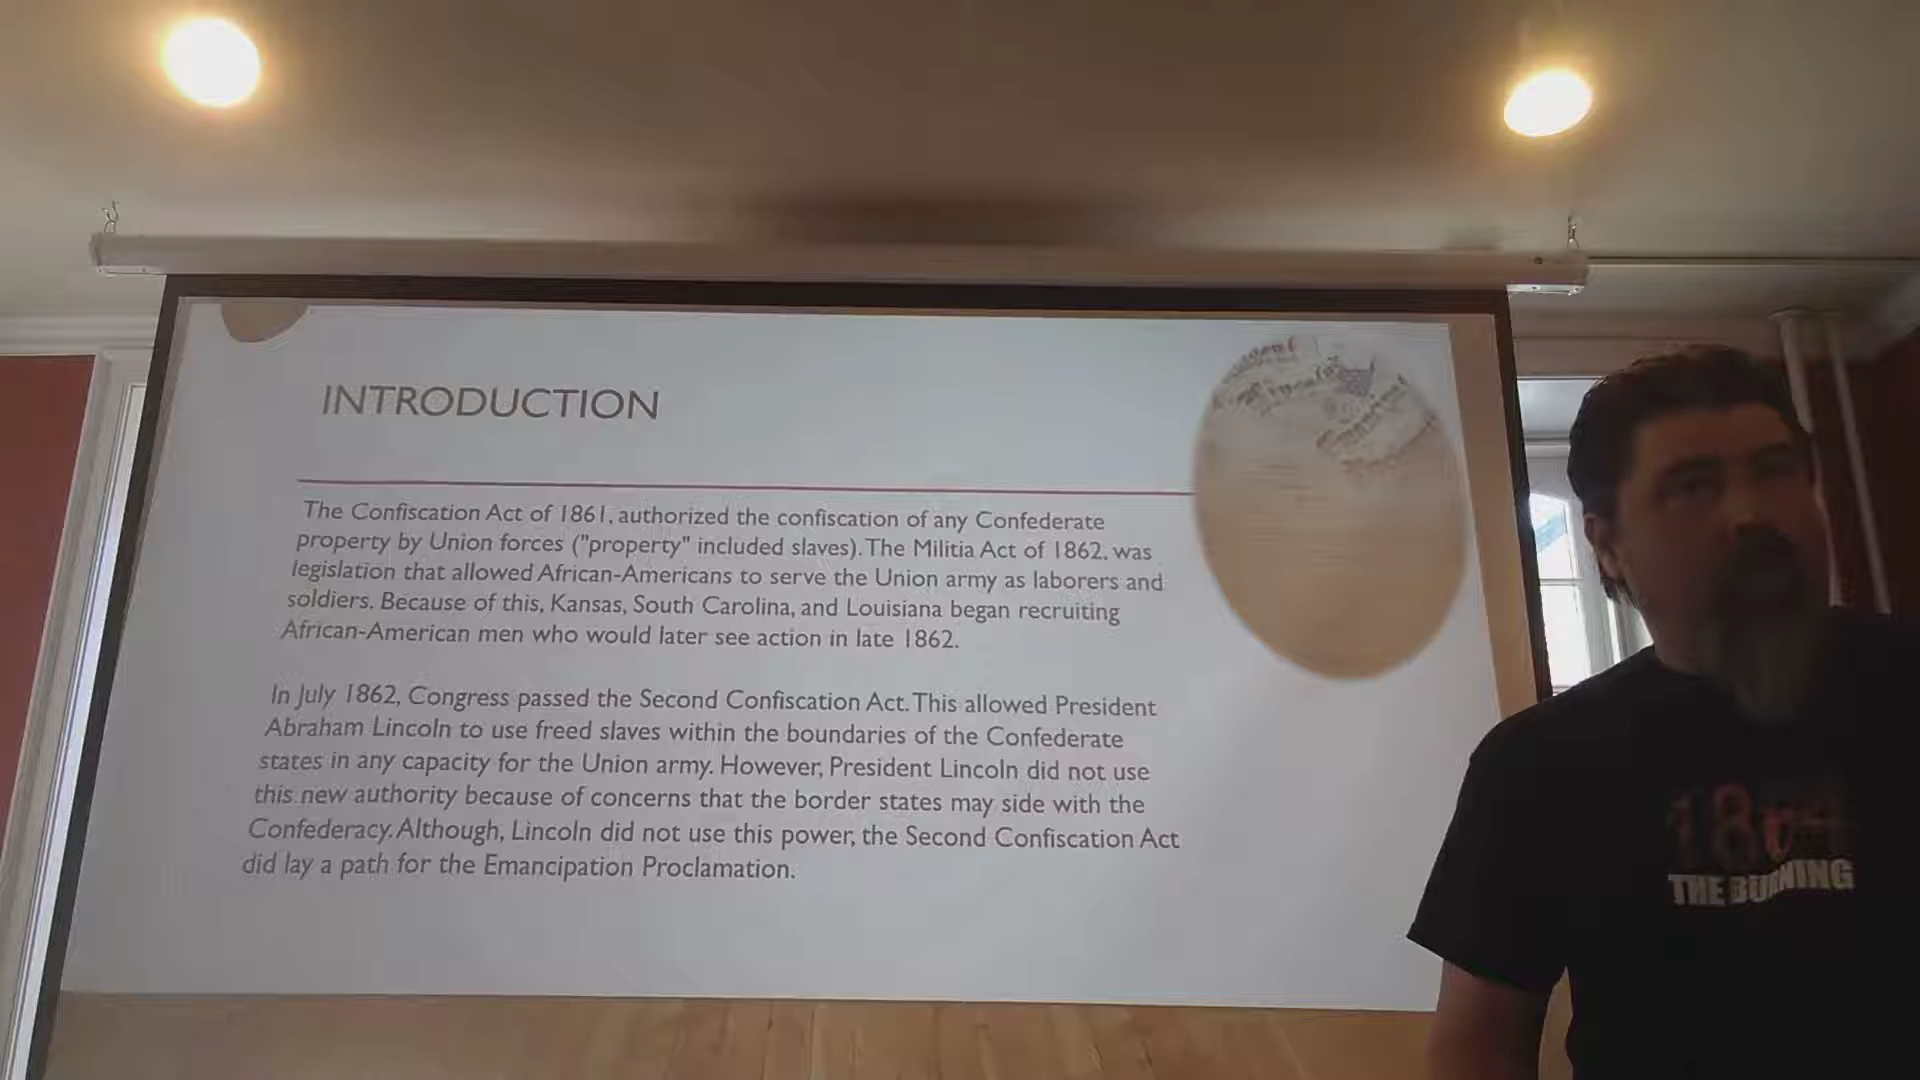 INTRODUCTION
The Confiscation Act of 1861, authorized the confiscation of any Confederate
property by Union forces ("property" included slaves). The Militia Act of 1862, was
legislation that allowed African-Americans to serve the Union army as laborers and
soldiers. Because of this, Kansas, South Carolina, and Louisiana began recruiting
African-American men who would later see action in late 1862.
In July 1862, Congress passed the Second Confiscation Act. This allowed President
Abraham Lincoln to use freed slaves within the boundaries of the Confederate
states in any capacity for the Union army. However, President Lincoln did not use
this new authority because of concerns that the border states may side with the
Confederacy. Although, Lincoln did not use this power, the Second Confiscation Act
did lay a path for the Emancipation Proclamation.
THE BURNING